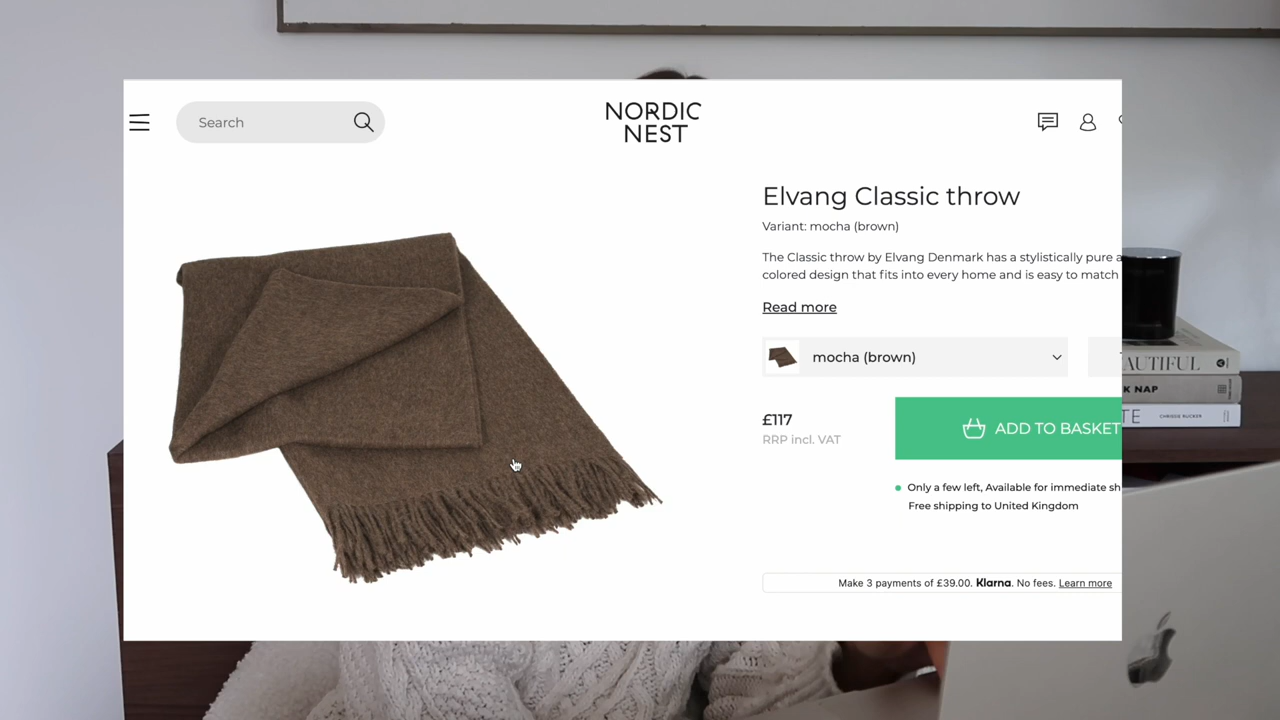 Search
NORDIC
NEST
Elvang Classic throw
Variant: mocha (brown)
The Classic throw by Elvang Denmark has a stylistically pure
colored design that fits into every home and is easy to match
Read more
mocha (brown)
£117
RRP incl. VAT
ADD TO BASKET
Only a few left, Available for immediate sh
Free shipping to United Kingdom
Make 3 payments of £39.00. Klarna. No fees. Learn more
AUTIFUL
K NAP
TE CHRISSIE RUCKER